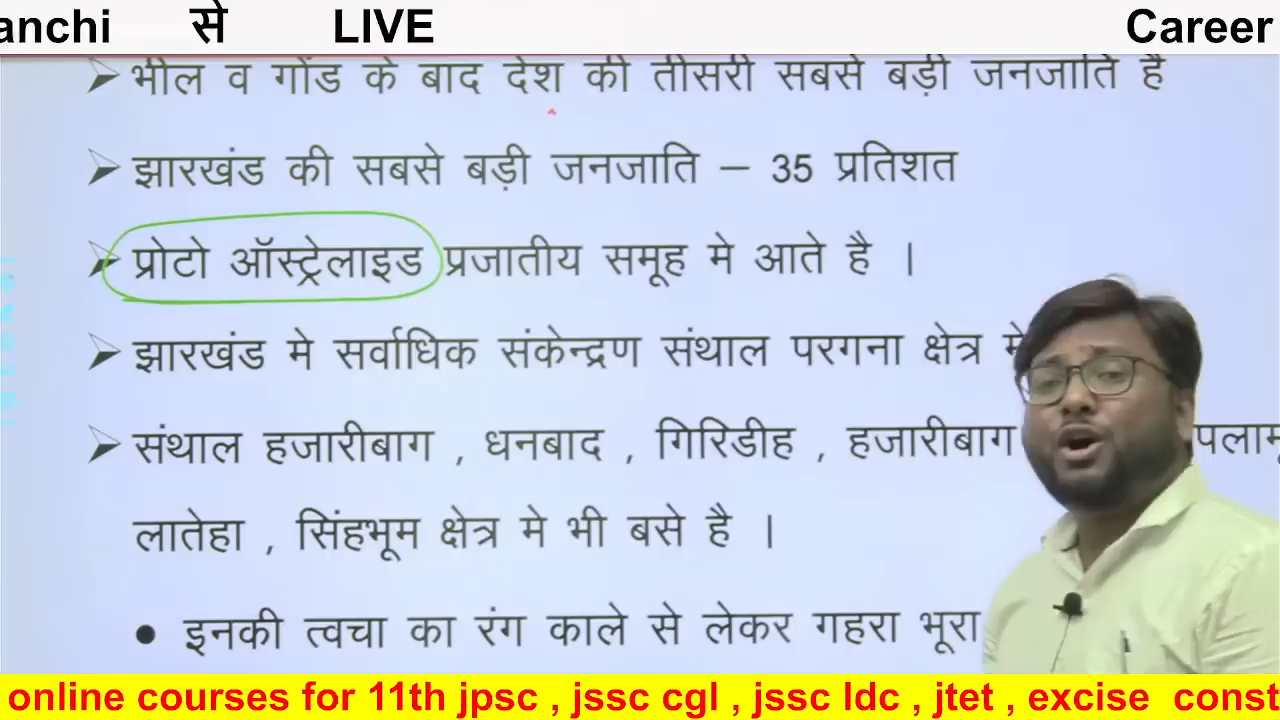 anchi से LIVE Career
भील व गोंड के बाद देश की तीसरी सबसे बड़ी जनजाति है
झारखंड की सबसे बड़ी जनजाति – 35 प्रतिशत
प्रोटो ऑस्ट्रेलाइड प्रजातीय समूह मे आते है ।
झारखंड मे सर्वाधिक संकेन्द्रण संथाल परगना क्षेत्र मे
संथाल हजारीबाग , धनबाद , गिरिडीह , हजारीबाग पलामू
लातेहा , सिंहभूम क्षेत्र मे भी बसे है ।
इनकी त्वचा का रंग काले से लेकर गहरा भूरा
online courses for 11th jpsc , jssc cgl , jssc ldc , jtet , excise const